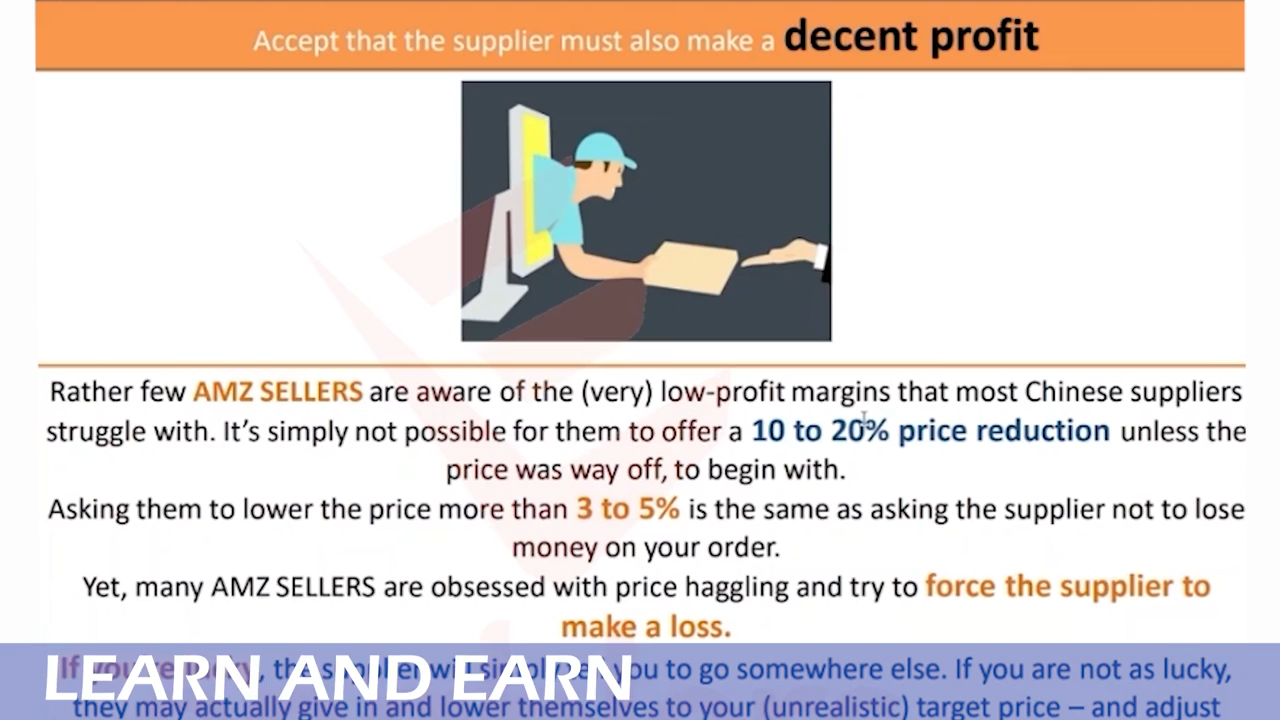 Accept that the supplier must also make a decent profit
Rather few AMZ SELLERS are aware of the (very) low-profit margins that most Chinese suppliers
struggle with. It’s simply not possible for them to offer a 10 to 20% price reduction unless the
price was way off, to begin with.
Asking them to lower the price more than 3 to 5% is the same as asking the supplier not to lose
money on your order.
Yet, many AMZ SELLERS are obsessed with price haggling and try to force the supplier to
make a loss.
you to go somewhere else. If you are not as lucky,
LEARN AND EARN
they may actually give in and lower themselves to your (unrealistic) target price – and adjust